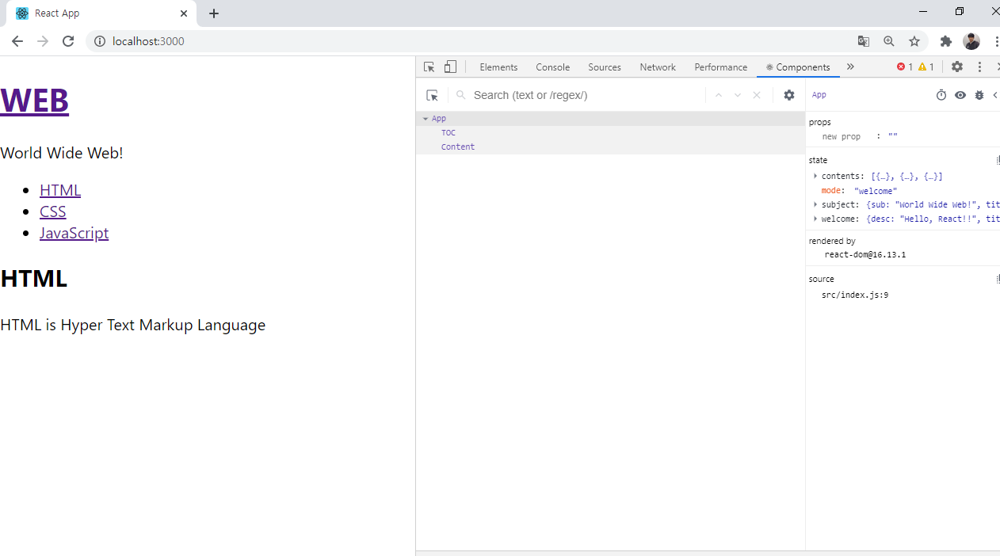 React App
localhost:3000
WEB
World Wide Web!
HTML
CSS
JavaScript
HTML
HTML is Hyper Text Markup Language
Elements Console Sources Network Performance Components 1 1
Search (text or /regex/)
App
TOC
Content
App
props
new prop : ""
state
contents: [{…}, {…}, {…}]
mode: "welcome"
subject: {sub: "World Wide Web!", tit
welcome: {desc: "Hello, React!!", tit
rendered by
react-dom@16.13.1
source
src/index.js:9